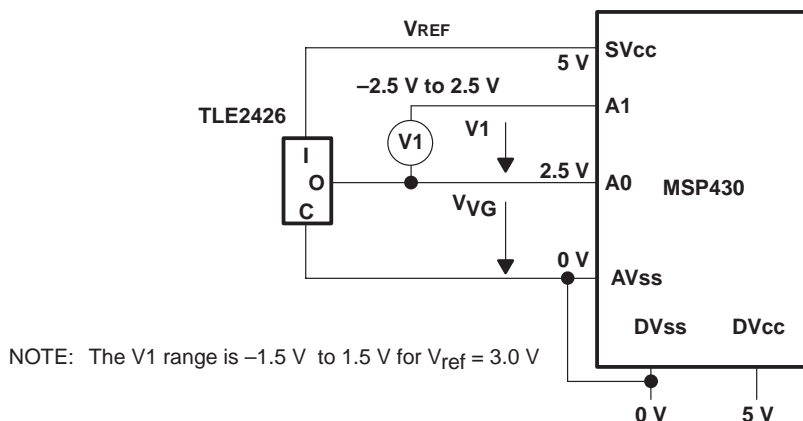 VREF
SVcc
5 V
–2.5 V to 2.5 V
A1
TLE2426
V1
V1
I
O
C
2.5 V
A0
MSP430
VVG
0 V
AVss
DVss
DVcc
NOTE: The V1 range is –1.5 V to 1.5 V for Vref = 3.0 V
0 V
5 V